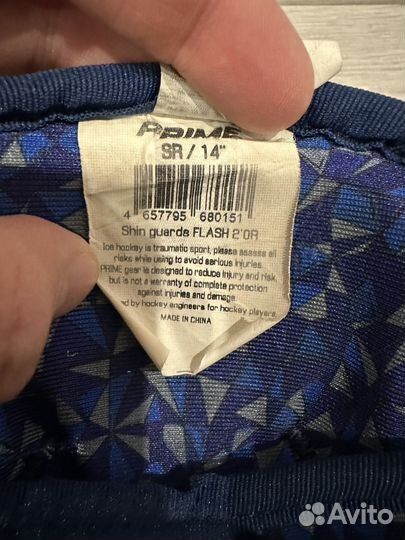 PRIME
SR / 14"
4 657795 680151
Shin guards FLASH 2'0R
Ice hockey is traumatic sport, please assess all
risks while using to avoid serious injuries.
PRIME gear is designed to reduce injury and risk,
but is not a warranty of complete protection
against injuries and damage.
ed by hockey engineers for hockey players.
MADE IN CHINA
Avito